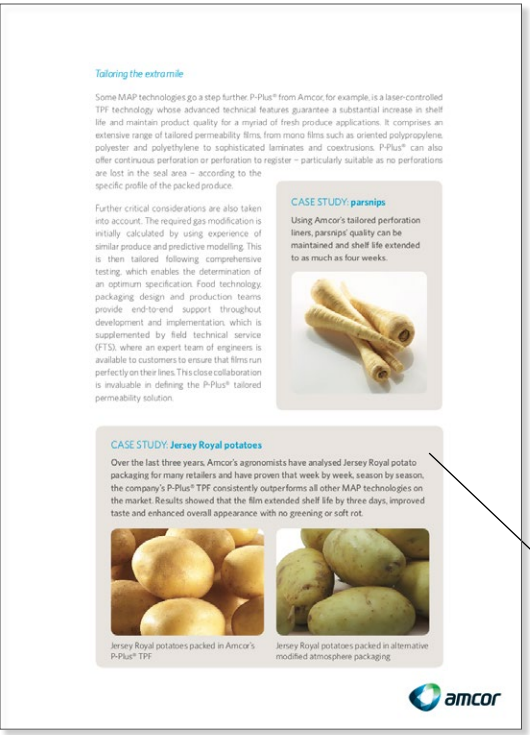 Tailoring the extra mile
Some MAP technologies go a step further. P-Plus® from Amcor, for example, is a laser-controlled
TPF technology whose advanced technical features guarantee a substantial increase in shelf
life and maintain product quality for a myriad of fresh produce applications. It comprises an
extensive range of tailored permeability films, from mono films such as oriented polypropylene,
polyester and polyethylene to sophisticated laminates and coextrusions. P-Plus® can also
offer continuous perforation or perforation to register – particularly suitable as no perforations
are lost in the seal area – according to the
specific profile of the packed produce.
Further critical considerations are also taken
into account. The required gas modification is
initially calculated by using experience of
similar produce and predictive modelling. This
is then tailored following comprehensive
testing, which enables the determination of
an optimum specification. Food technology,
packaging design and production teams
provide end-to-end support throughout
development and implementation, which is
supplemented by field technical service
(FTS), where an expert team of engineers is
available to customers to ensure that films run
perfectly on their lines. This close collaboration
is invaluable in defining the P-Plus® tailored
permeability solution.
CASE STUDY: parsnips
Using Amcor's tailored perforation
liners, parsnips' quality can be
maintained and shelf life extended
to as much as four weeks.
CASE STUDY: Jersey Royal potatoes
Over the last three years, Amcor's agronomists have analysed Jersey Royal potato
packaging for many retailers and have proven that week by week, season by season,
the company's P-Plus® TPF consistently outperforms all other MAP technologies on
the market. Results showed that the film extended shelf life by three days, improved
taste and enhanced overall appearance with no greening or soft rot.
Jersey Royal potatoes packed in Amcor's
P-Plus® TPF
Jersey Royal potatoes packed in alternative
modified atmosphere packaging
amcor